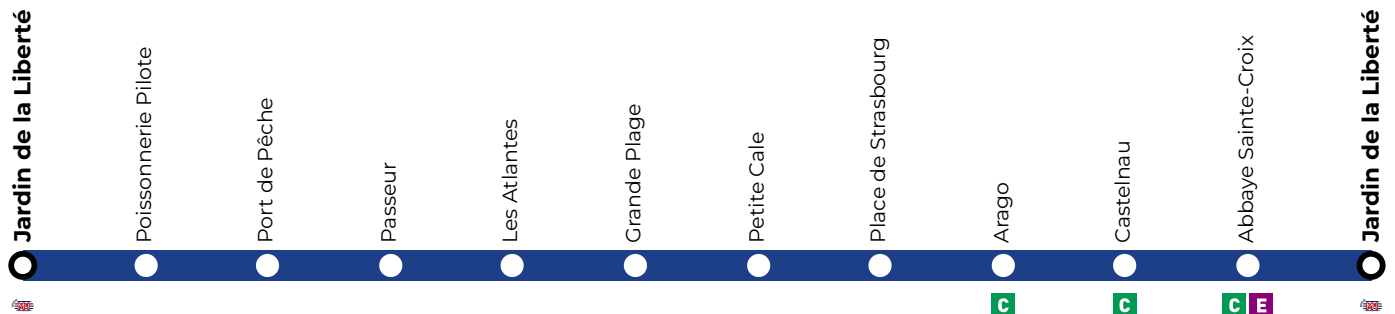 Jardin de la Liberté
Poissonnerie Pilote
Port de Pêche
Passeur
Les Atlantes
Grande Plage
Petite Cale
Place de Strasbourg
Arago
Castelnau
Abbaye Sainte-Croix
Jardin de la Liberté
C
C
C E